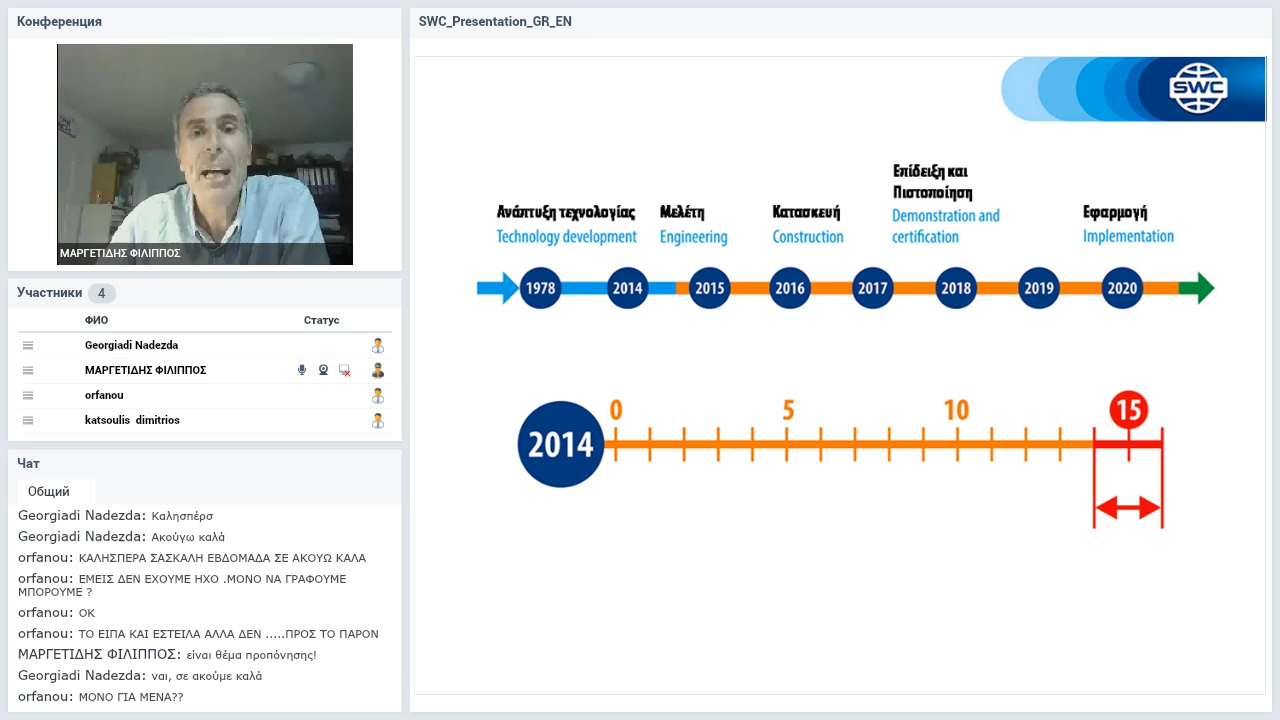 Конференция
ΜΑΡΓΕΤΙΔΗΣ ΦΙΛΙΠΠΟΣ
Участники 4
ФИО Статус
Georgiadi Nadezda
ΜΑΡΓΕΤΙΔΗΣ ΦΙΛΙΠΠΟΣ
orfanou
katsoulis dimitrios
Чат
Общий
Georgiadi Nadezda: Καλησπέρσ
Georgiadi Nadezda: Ακούγω καλά
orfanou: ΚΑΛΗΣΠΕΡΑ ΣΑΣΚΑΛΗ ΕΒΔΟΜΑΔΑ ΣΕ ΑΚΟΥΩ ΚΑΛΑ
orfanou: ΕΜΕΙΣ ΔΕΝ ΕΧΟΥΜΕ ΗΧΟ .ΜΟΝΟ ΝΑ ΓΡΑΦΟΥΜΕ
ΜΠΟΡΟΥΜΕ ?
orfanou: ΟΚ
orfanou: ΤΟ ΕΙΠΑ ΚΑΙ ΕΣΤΕΙΛΑ ΑΛΛΑ ΔΕΝ .....ΠΡΟΣ ΤΟ ΠΑΡΟΝ
ΜΑΡΓΕΤΙΔΗΣ ΦΙΛΙΠΠΟΣ: είναι θέμα προπόνησης!
Georgiadi Nadezda: ναι, σε ακούμε καλά
orfanou: ΜΟΝΟ ΓΙΑ ΜΕΝΑ??
SWC_Presentation_GR_EN
SWC
Ανάπτυξη τεχνολογίας
Technology development
Μελέτη
Engineering
Κατασκευή
Construction
Επίδειξη και
Πιστοποίηση
Demonstration and
certification
Εφαρμογή
Implementation
1978 2014 2015 2016 2017 2018 2019 2020
0 5 10 15
2014